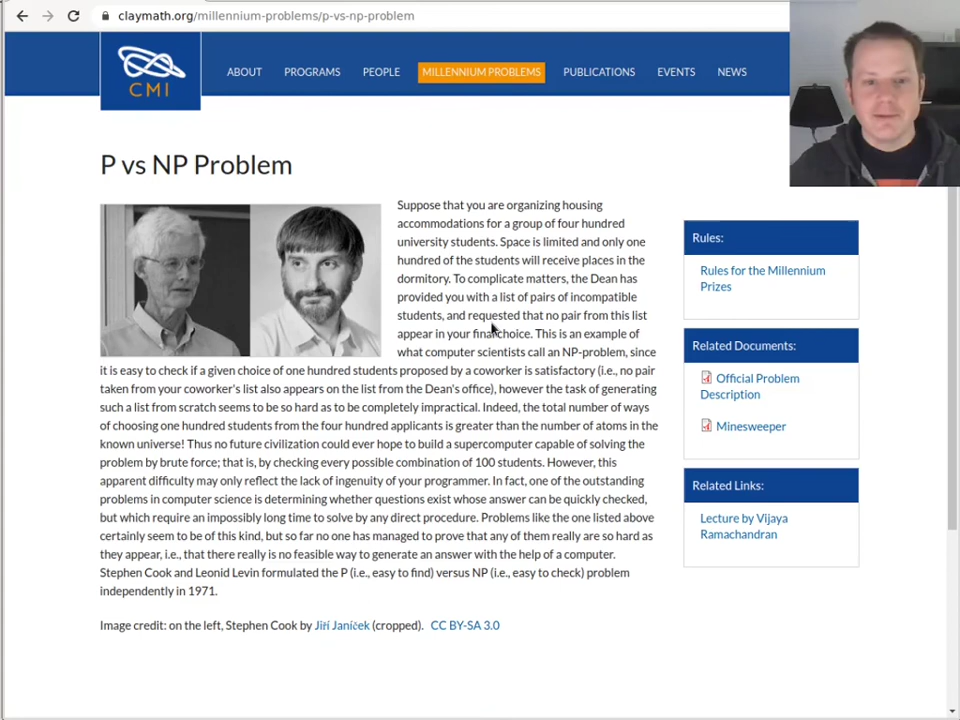 claymath.org/millennium-problems/p-vs-np-problem
CMI
ABOUT PROGRAMS PEOPLE MILLENNIUM PROBLEMS PUBLICATIONS EVENTS NEWS
P vs NP Problem
Suppose that you are organizing housing
accommodations for a group of four hundred
university students. Space is limited and only one
hundred of the students will receive places in the
dormitory. To complicate matters, the Dean has
provided you with a list of pairs of incompatible
students, and requested that no pair from this list
appear in your final choice. This is an example of
what computer scientists call an NP-problem, since
it is easy to check if a given choice of one hundred students proposed by a coworker is satisfactory (i.e., no pair
taken from your coworker's list also appears on the list from the Dean's office), however the task of generating
such a list from scratch seems to be so hard as to be completely impractical. Indeed, the total number of ways
of choosing one hundred students from the four hundred applicants is greater than the number of atoms in the
known universe! Thus no future civilization could ever hope to build a supercomputer capable of solving the
problem by brute force; that is, by checking every possible combination of 100 students. However, this
apparent difficulty may only reflect the lack of ingenuity of your programmer. In fact, one of the outstanding
problems in computer science is determining whether questions exist whose answer can be quickly checked,
but which require an impossibly long time to solve by any direct procedure. Problems like the one listed above
certainly seem to be of this kind, but so far no one has managed to prove that any of them really are so hard as
they appear, i.e., that there really is no feasible way to generate an answer with the help of a computer.
Stephen Cook and Leonid Levin formulated the P (i.e., easy to find) versus NP (i.e., easy to check) problem
independently in 1971.
Image credit: on the left, Stephen Cook by Jiří Janíček (cropped). CC BY-SA 3.0
Rules:
Rules for the Millennium
Prizes
Related Documents:
Official Problem
Description
Minesweeper
Related Links:
Lecture by Vijaya
Ramachandran